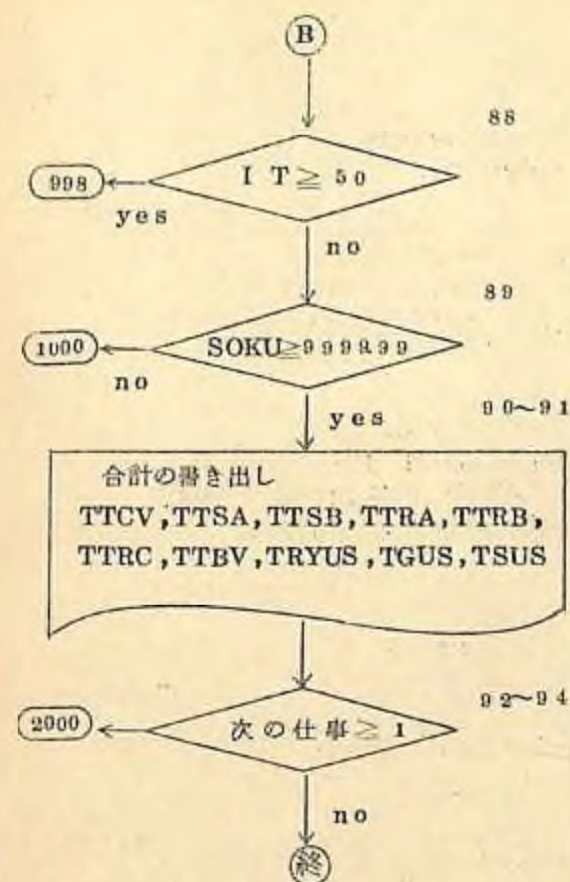 B
88
IT≧50
998
yes
no
89
SOKU≧9999.99
1000
no
yes
90~91
合計の書き出し
TTCV,TTSA,TTSB,TTRA,TTRB,
TTRC,TTBV,TRYUS,TGUS,TSUS
92~94
次の仕事≧1
2000
no
終